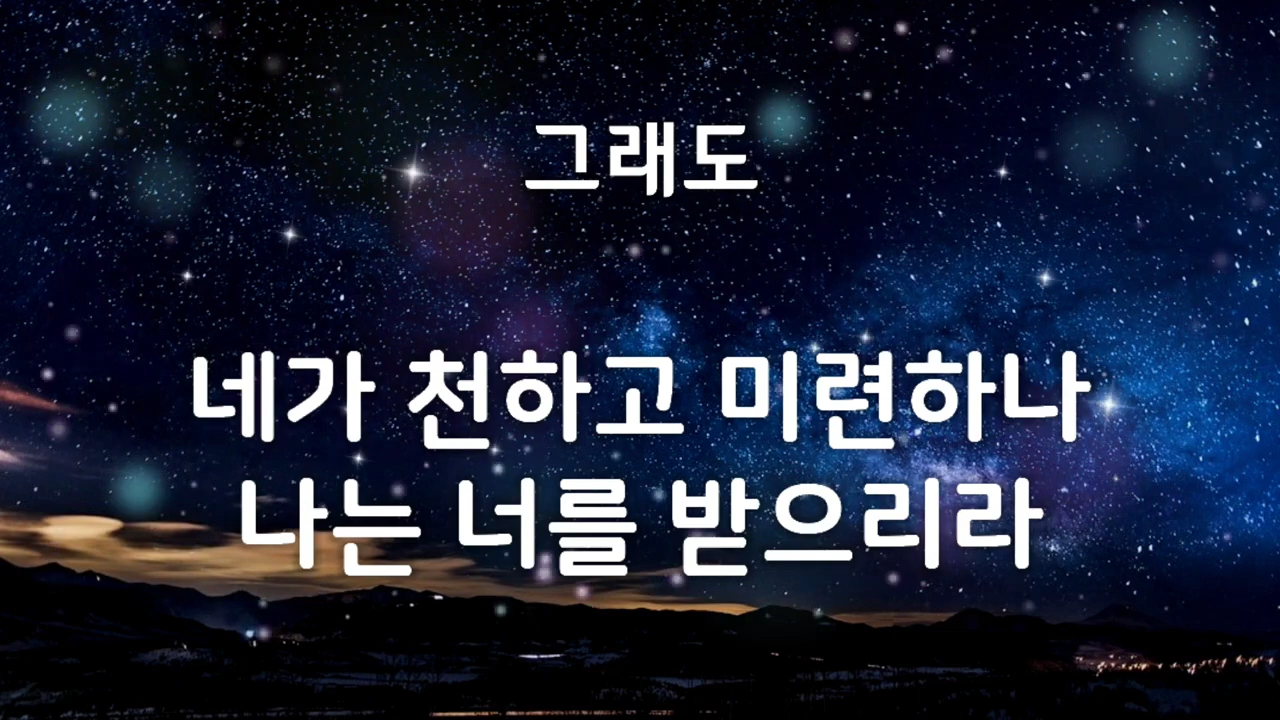 그래도
네가 천하고 미련하나
나는 너를 받으리라